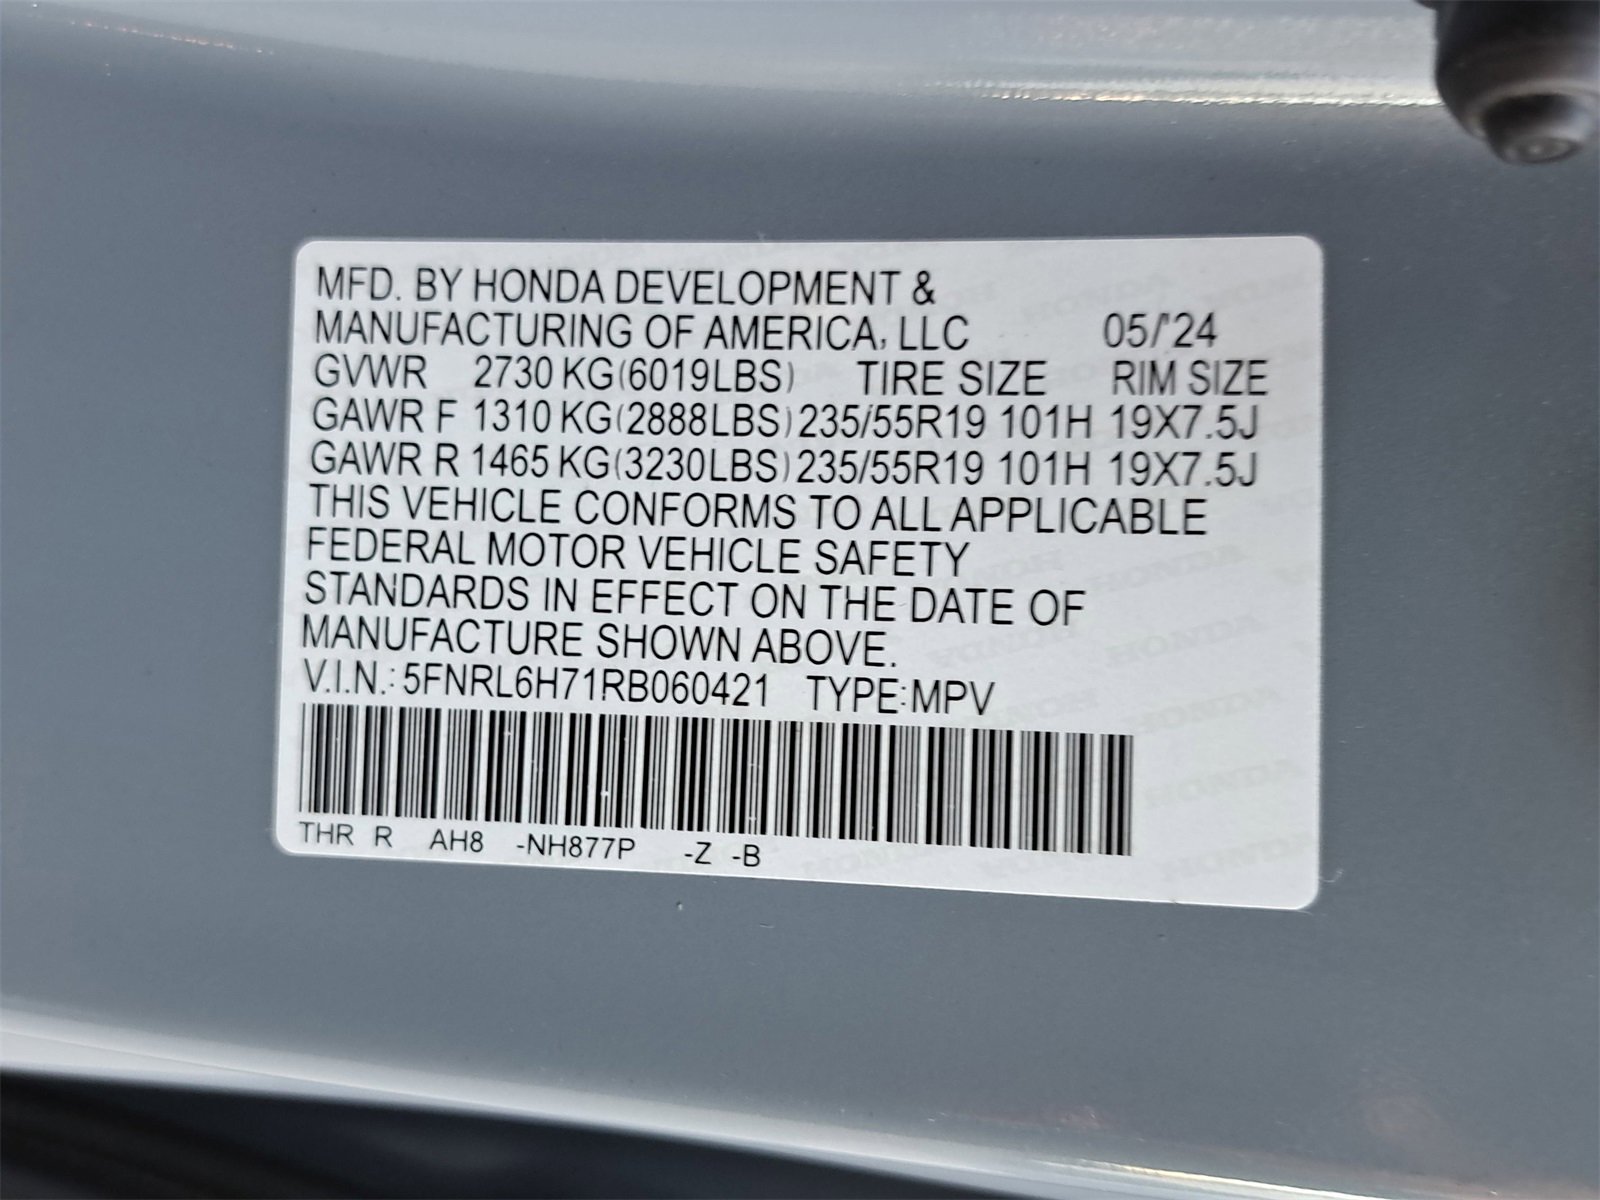 MFD. BY HONDA DEVELOPMENT &
MANUFACTURING OF AMERICA, LLC 05/'24
GVWR 2730 KG(6019LBS) TIRE SIZE RIM SIZE
GAWR F 1310 KG(2888LBS) 235/55R19 101H 19X7.5J
GAWR R 1465 KG(3230LBS) 235/55R19 101H 19X7.5J
THIS VEHICLE CONFORMS TO ALL APPLICABLE
FEDERAL MOTOR VEHICLE SAFETY
STANDARDS IN EFFECT ON THE DATE OF
MANUFACTURE SHOWN ABOVE.
V.I.N.: 5FNRL6H71RB060421 TYPE:MPV
THR R AH8 -NH877P -Z -B